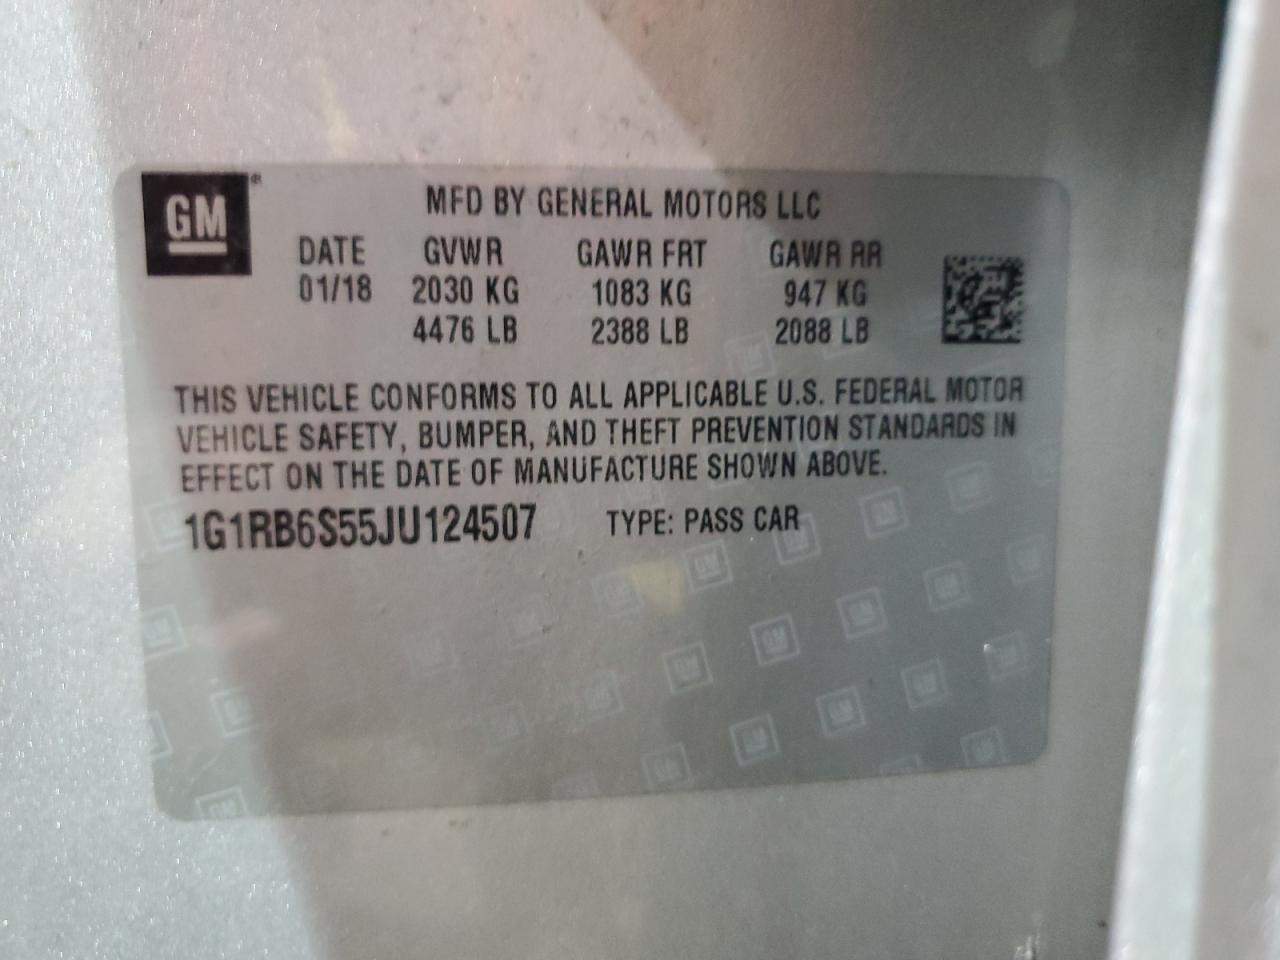 GM®
MFD BY GENERAL MOTORS LLC
DATE GVWR GAWR FRT GAWR RR
01/18 2030 KG 1083 KG 947 KG
4476 LB 2388 LB 2088 LB
THIS VEHICLE CONFORMS TO ALL APPLICABLE U.S. FEDERAL MOTOR
VEHICLE SAFETY, BUMPER, AND THEFT PREVENTION STANDARDS IN
EFFECT ON THE DATE OF MANUFACTURE SHOWN ABOVE.
1G1RB6S55JU124507 TYPE: PASS CAR